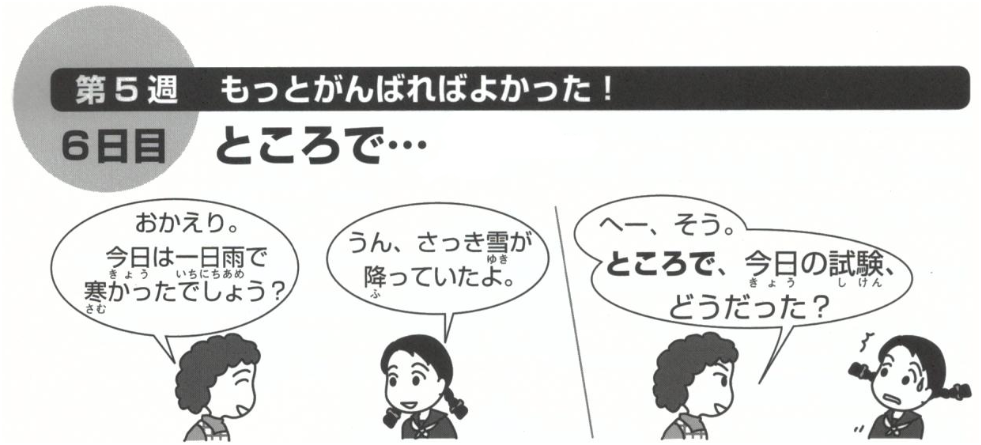 第5週 もっとがんばればよかった！
6日目 ところで…
おかえり。
今日は一日雨で
きょう いちにちあめ
寒かったでしょう？
さむ
うん、さっき雪が
ゆき
降っていたよ。
ふ
へー、そう。
ところで、今日の試験、
きょう しけん
どうだった？